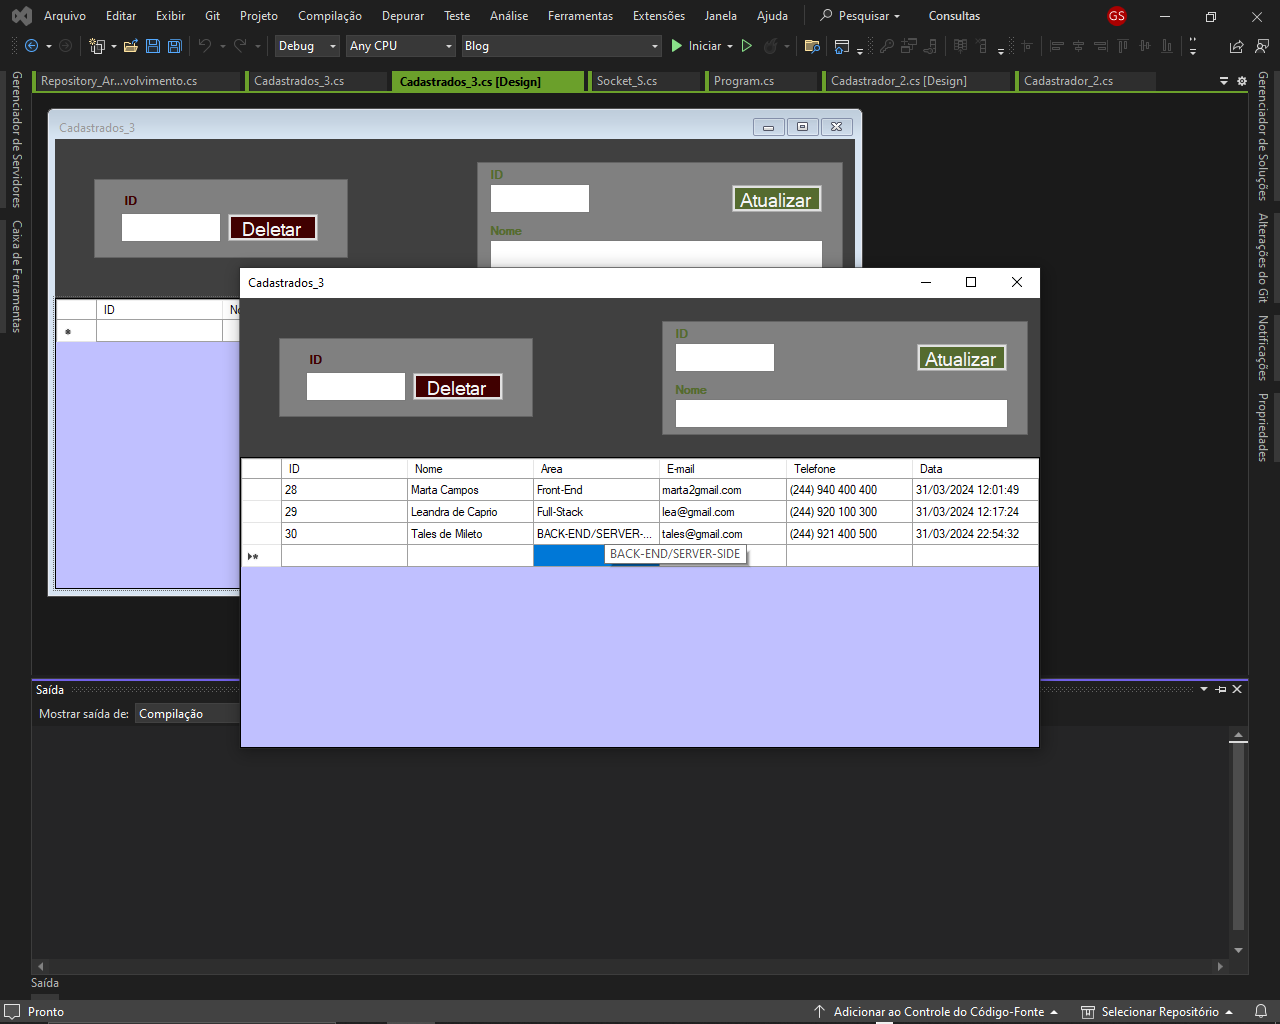 Arquivo Editar Exibir Git Projeto Compilação Depurar Teste Análise Ferramentas Extensões Janela Ajuda Pesquisar Consultas GS
Debug Any CPU Blog Iniciar
Repository_Ar...volvimento.cs Cadastrados_3.cs Cadastrados_3.cs [Design] Socket_S.cs Program.cs Cadastrador_2.cs [Design] Cadastrador_2.cs
Gerenciador de Servidores
Caixa de Ferramentas
Cadastrados_3
ID
Deletar
ID
Atualizar
Nome
ID
Cadastrados_3
ID
Deletar
ID
Atualizar
Nome
ID Nome Area E-mail Telefone Data
28 Marta Campos Front-End marta2gmail.com (244) 940 400 400 31/03/2024 12:01:49
29 Leandra de Caprio Full-Stack lea@gmail.com (244) 920 100 300 31/03/2024 12:17:24
30 Tales de Mileto BACK-END/SERVER-... tales@gmail.com (244) 921 400 500 31/03/2024 22:54:32
BACK-END/SERVER-SIDE
Gerenciador de Soluções
Alterações do Git
Notificações
Propriedades
Saída
Mostrar saída de: Compilação
Saída
Pronto Adicionar ao Controle do Código-Fonte Selecionar Repositório